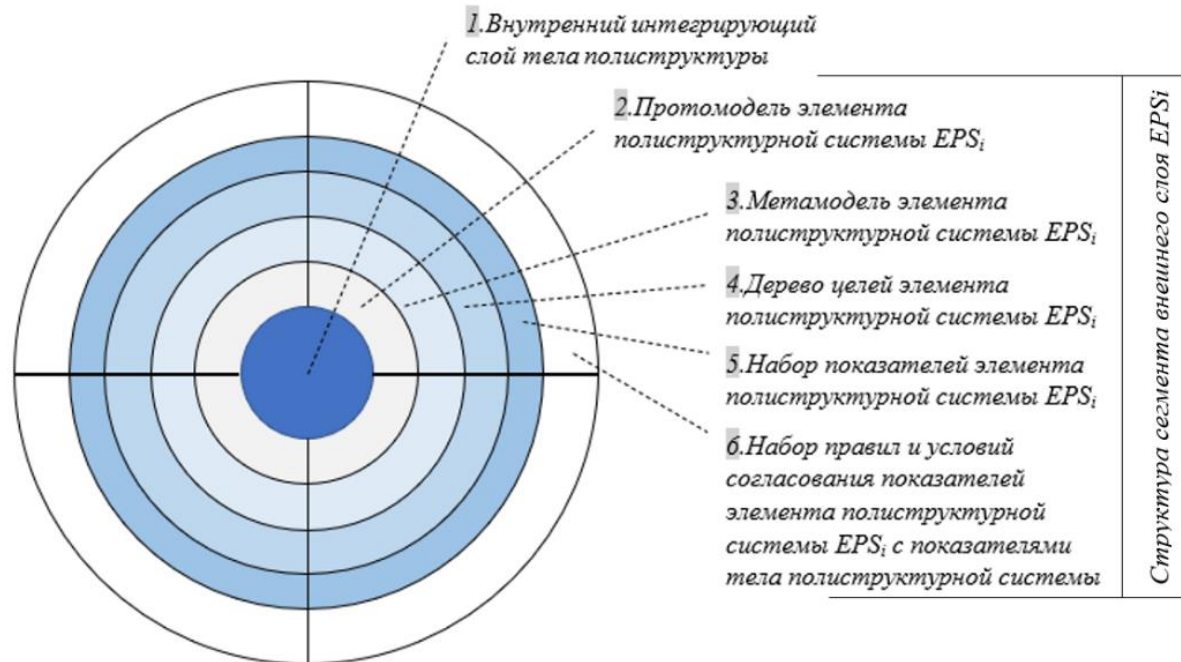 1.Внутренний интегрирующий
слой тела полиструктуры
2.Протомодель элемента
полиструктурной системы EPSi
3.Метамодель элемента
полиструктурной системы EPSi
4.Дерево целей элемента
полиструктурной системы EPSi
5.Набор показателей элемента
полиструктурной системы EPSi
6.Набор правил и условий
согласования показателей
элемента полиструктурной
системы EPSi с показателями
тела полиструктурной системы
Структура сегмента внешнего слоя EPSi